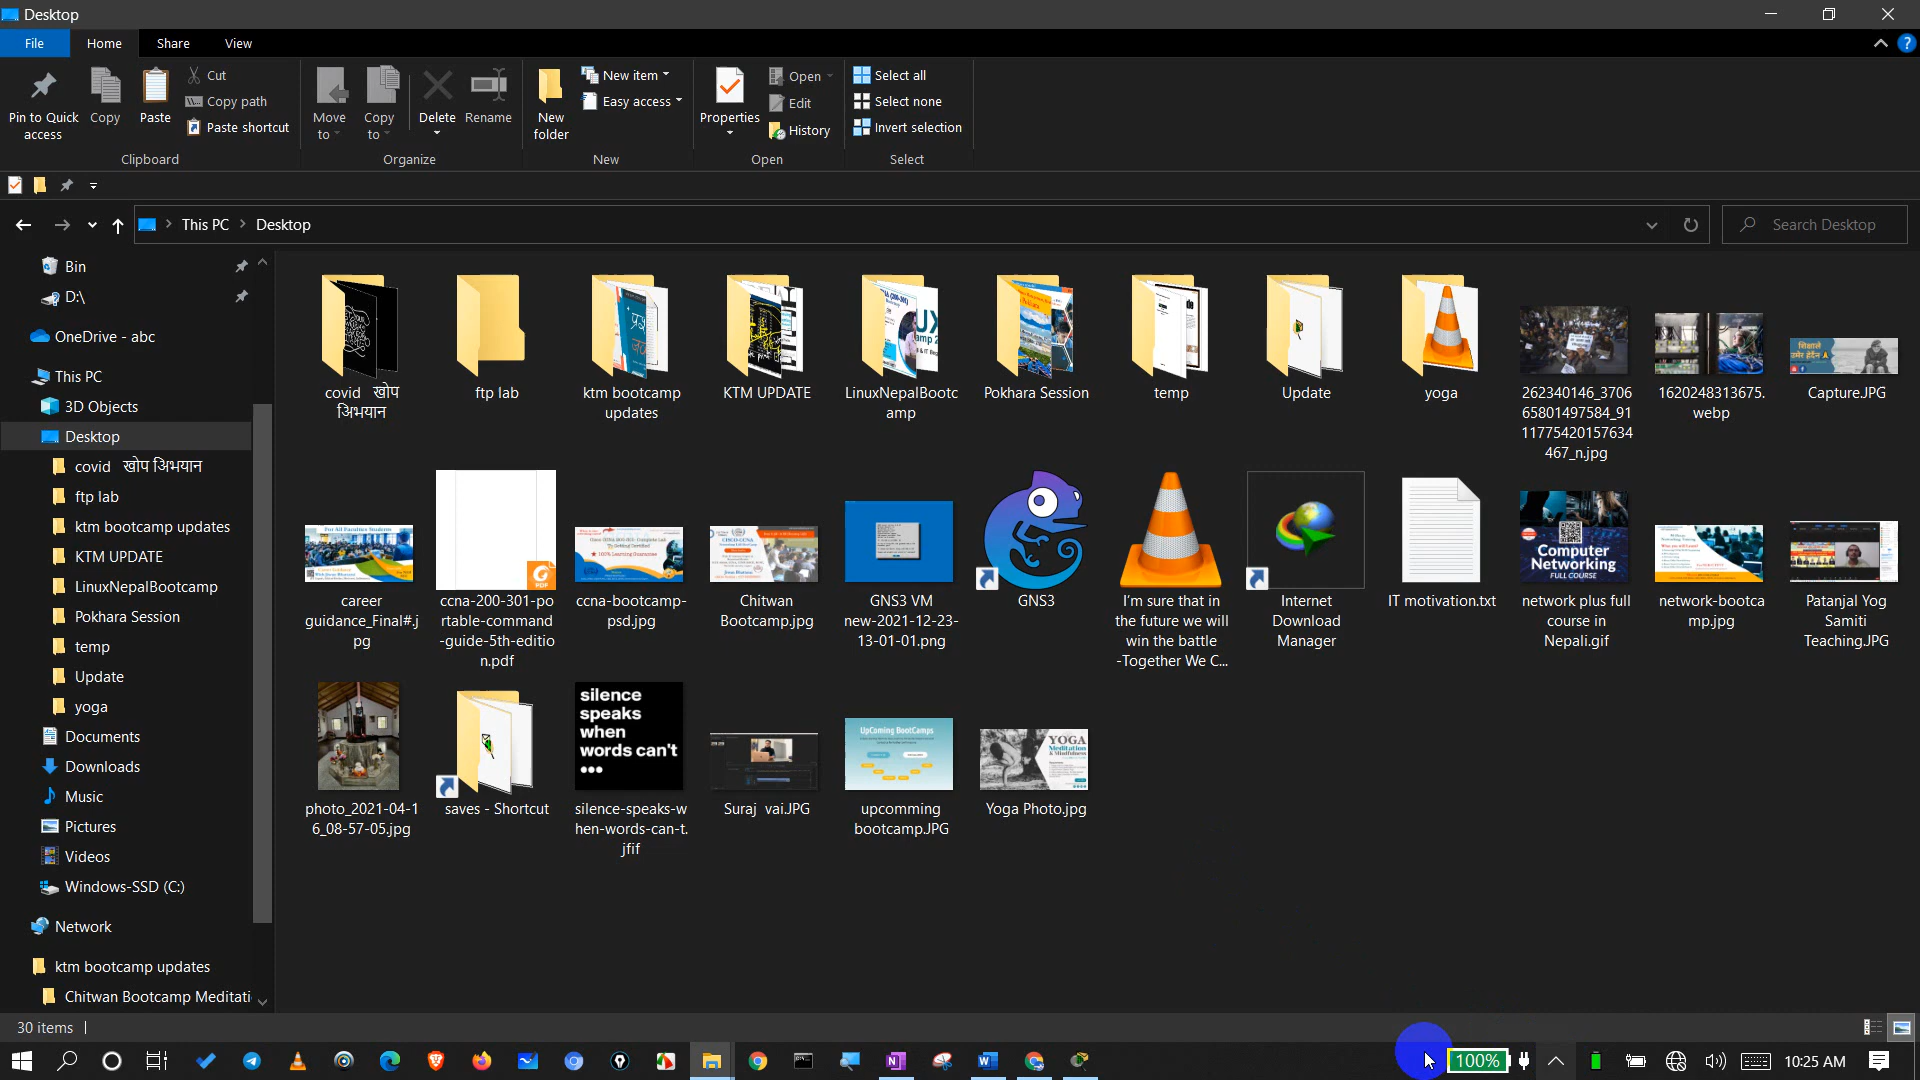 Desktop
File
Home
Share
View
Pin to Quick
access
Copy
Paste
Cut
Copy path
Paste shortcut
Move
to
Copy
to
Delete
Rename
New
folder
New item
Easy access
Properties
Open
Edit
History
Select all
Select none
Invert selection
Clipboard
Organize
New
Open
Select
This PC
Desktop
Search Desktop
Bin
D:\
OneDrive - abc
This PC
3D Objects
Desktop
covid खोप अिभयान
ftp lab
ktm bootcamp updates
KTM UPDATE
LinuxNepalBootcamp
Pokhara Session
temp
Update
yoga
Documents
Downloads
Music
Pictures
Videos
Windows-SSD (C:)
Network
ktm bootcamp updates
Chitwan Bootcamp Meditati
covid खोप
अिभयान
ftp lab
ktm bootcamp
updates
KTM UPDATE
LinuxNepalBootc
amp
Pokhara Session
temp
Update
yoga
262340146_3706
65801497584_91
11775420157634
467_n.jpg
1620248313675.
webp
Capture.JPG
For All Faculties Students
career
guidance_Final#.j
pg
PDF
ccna-200-301-po
rtable-command
-guide-5th-editio
n.pdf
ccna-bootcamp-
psd.jpg
Chitwan
Bootcamp.jpg
GNS3 VM
new-2021-12-23-
13-01-01.png
GNS3
I'm sure that in
the future we will
win the battle
-Together We C...
Internet
Download
Manager
IT motivation.txt
Computer
Networking
FULL COURSE
network plus full
course in
Nepali.gif
network-bootca
mp.jpg
Patanjal Yog
Samiti
Teaching.JPG
photo_2021-04-1
6_08-57-05.jpg
saves - Shortcut
silence
speaks
when
words can't
•••
silence-speaks-w
hen-words-can-t.
jfif
Suraj vai.JPG
UpComing BootCamps
upcomming
bootcamp.JPG
YOGA
Meditation
& Mindfulness
Yoga Photo.jpg
30 items
100%
10:25 AM